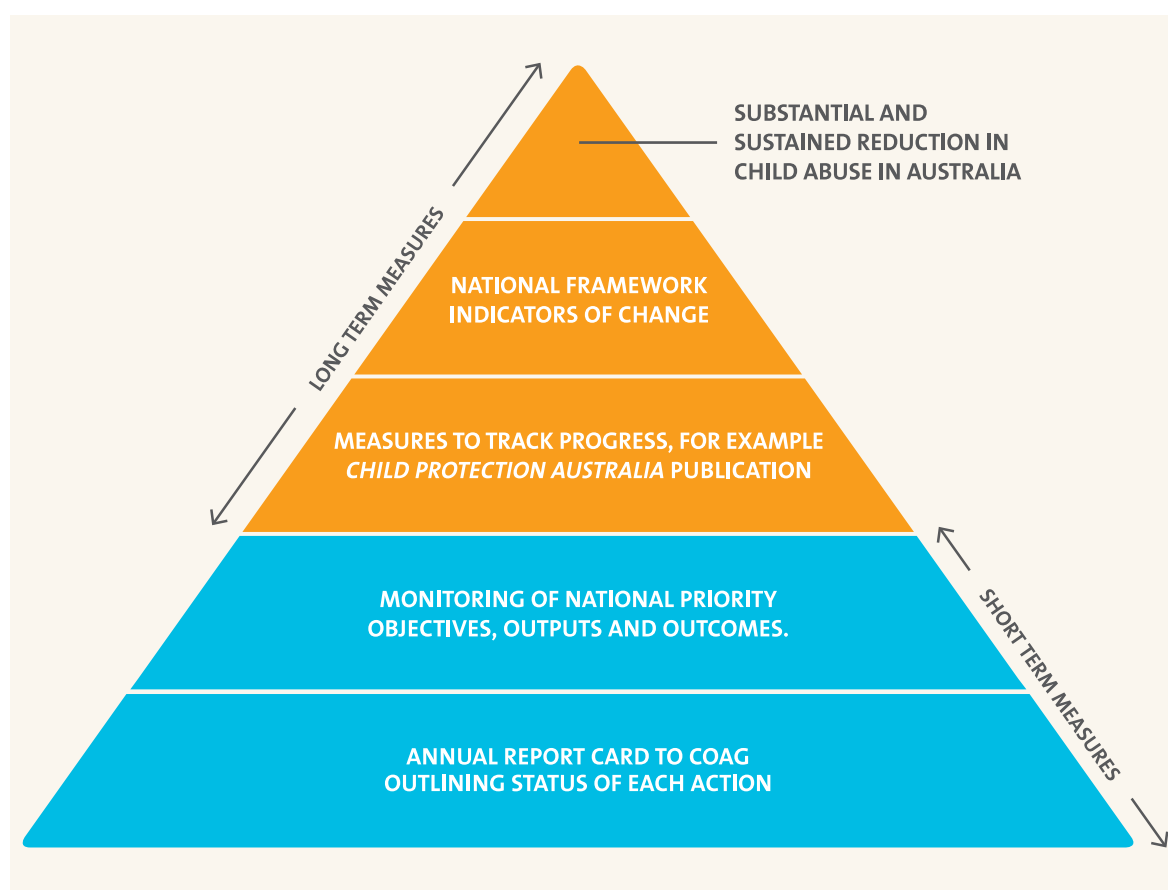 SUBSTANTIAL AND
SUSTAINED REDUCTION IN
CHILD ABUSE IN AUSTRALIA
LONG TERM MEASURES
NATIONAL FRAMEWORK
INDICATORS OF CHANGE
MEASURES TO TRACK PROGRESS, FOR EXAMPLE
CHILD PROTECTION AUSTRALIA PUBLICATION
MONITORING OF NATIONAL PRIORITY
OBJECTIVES, OUTPUTS AND OUTCOMES.
SHORT TERM MEASURES
ANNUAL REPORT CARD TO COAG
OUTLINING STATUS OF EACH ACTION